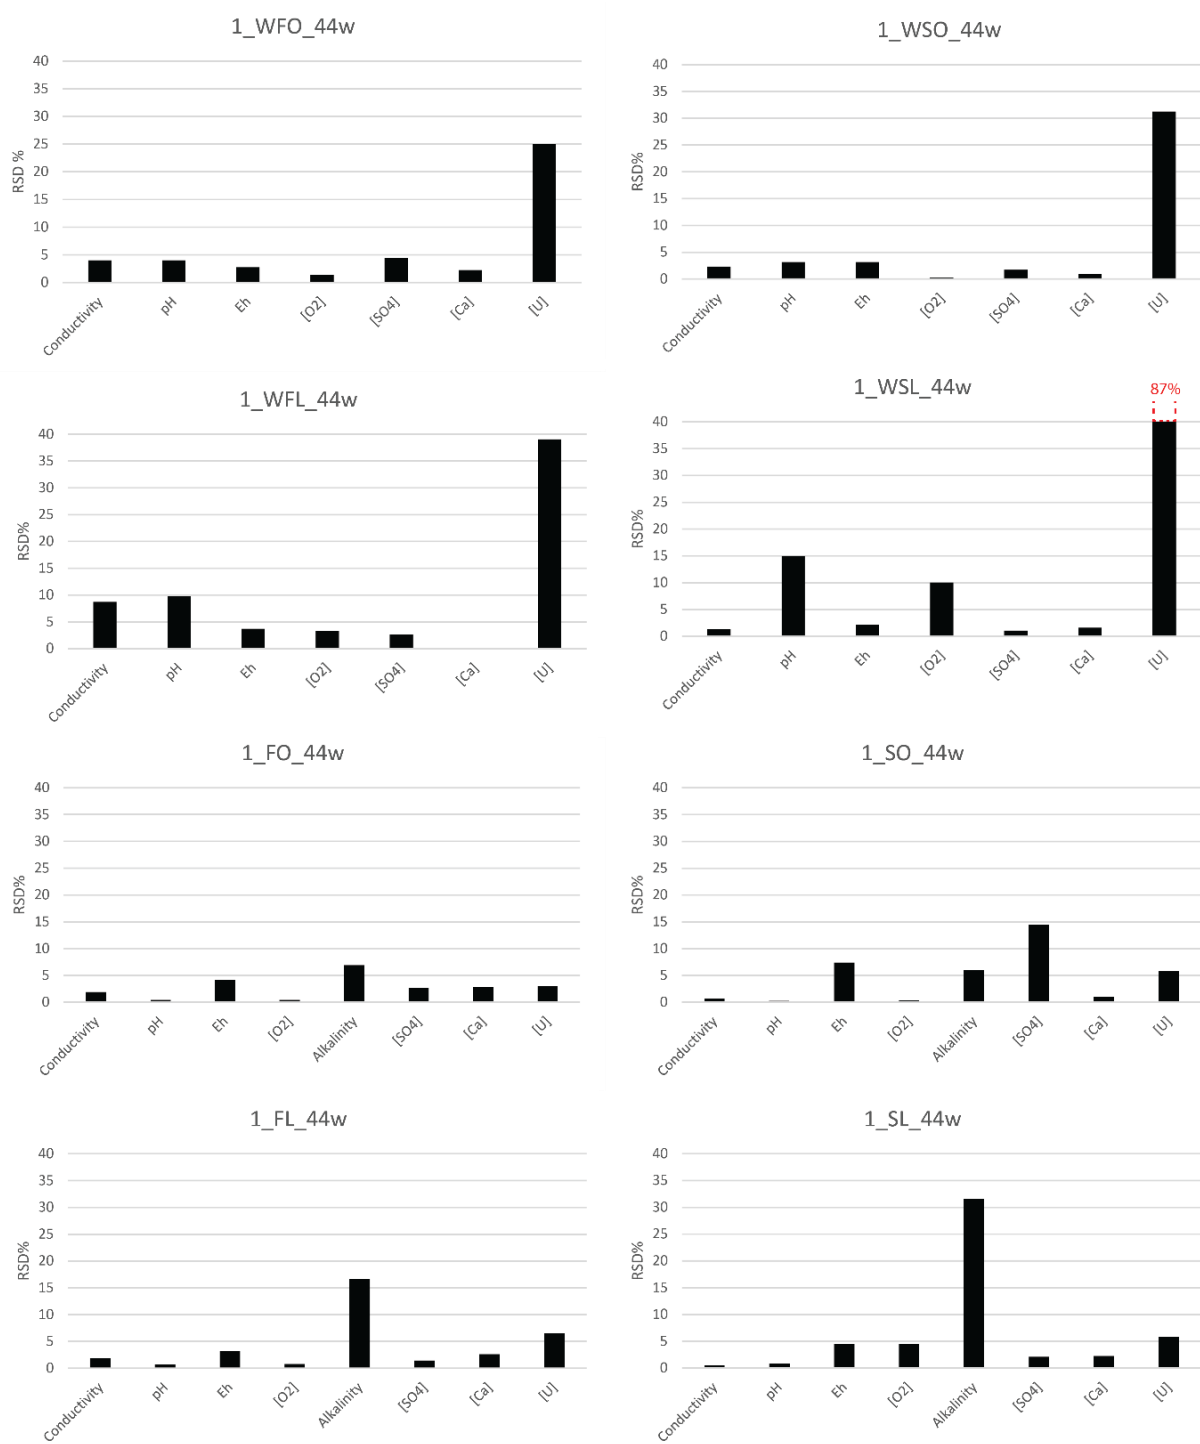 1_WFO_44w
40
35
30
25
20
15
10
5
0
RSD %
Conductivity
pH
Eh
[O2]
[SO4]
[Ca]
[U]
1_WSO_44w
40
35
30
25
20
15
10
5
0
RSD%
Conductivity
pH
Eh
[O2]
[SO4]
[Ca]
[U]
1_WFL_44w
40
35
30
25
20
15
10
5
0
RSD%
Conductivity
pH
Eh
[O2]
[SO4]
[Ca]
[U]
1_WSL_44w
87%
40
35
30
25
20
15
10
5
0
RSD%
Conductivity
pH
Eh
[O2]
[SO4]
[Ca]
[U]
1_FO_44w
40
35
30
25
20
15
10
5
0
RSD%
Conductivity
pH
Eh
[O2]
Alkalinity
[SO4]
[Ca]
[U]
1_SO_44w
40
35
30
25
20
15
10
5
0
RSD%
Conductivity
pH
Eh
[O2]
Alkalinity
[SO4]
[Ca]
[U]
1_FL_44w
40
35
30
25
20
15
10
5
0
RSD%
Conductivity
pH
Eh
[O2]
Alkalinity
[SO4]
[Ca]
[U]
1_SL_44w
40
35
30
25
20
15
10
5
0
RSD%
Conductivity
pH
Eh
[O2]
Alkalinity
[SO4]
[Ca]
[U]